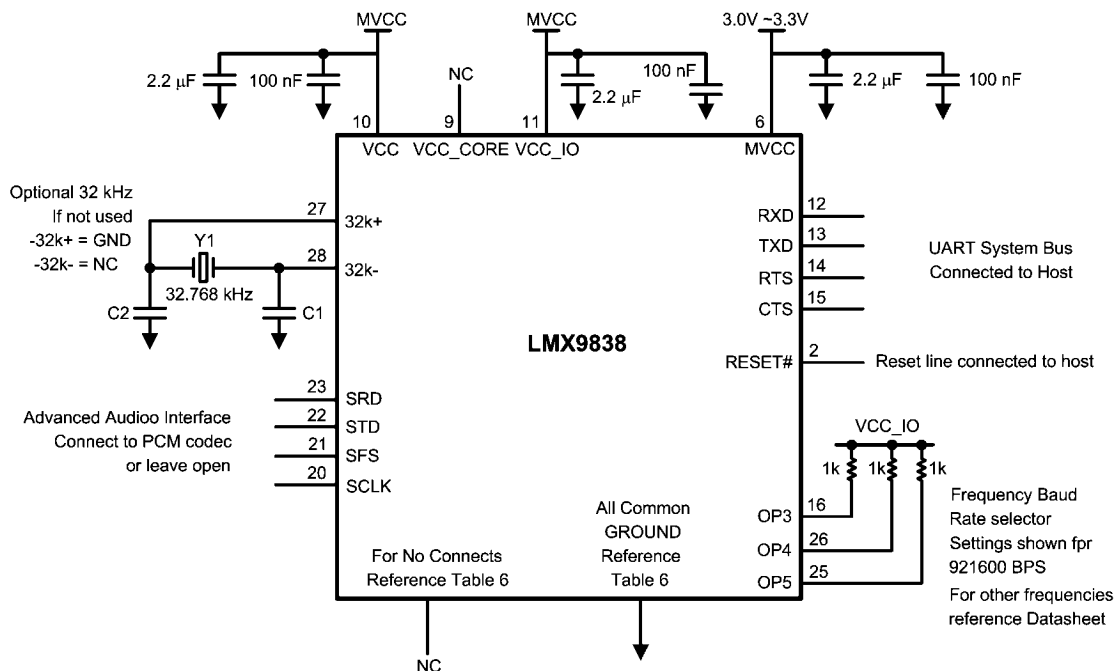 MVCC
MVCC
3.0V ~3.3V
2.2 μF
100 nF
NC
100 nF
2.2 μF
2.2 μF
100 nF
10
9
11
6
VCC
VCC_CORE
VCC_IO
MVCC
Optional 32 kHz
If not used
-32k+ = GND
-32k- = NC
27
32k+
Y1
28
32k-
32.768 kHz
C2
C1
RXD
12
TXD
13
RTS
14
CTS
15
UART System Bus
Connected to Host
LMX9838
RESET#
2
Reset line connected to host
Advanced Audioo Interface
Connect to PCM codec
or leave open
23
SRD
22
STD
21
SFS
20
SCLK
VCC_IO
1k
1k
1k
OP3
16
OP4
26
OP5
25
Frequency Baud
Rate selector
Settings shown fpr
921600 BPS
For other frequencies
reference Datasheet
For No Connects
Reference Table 6
All Common
GROUND
Reference
Table 6
NC